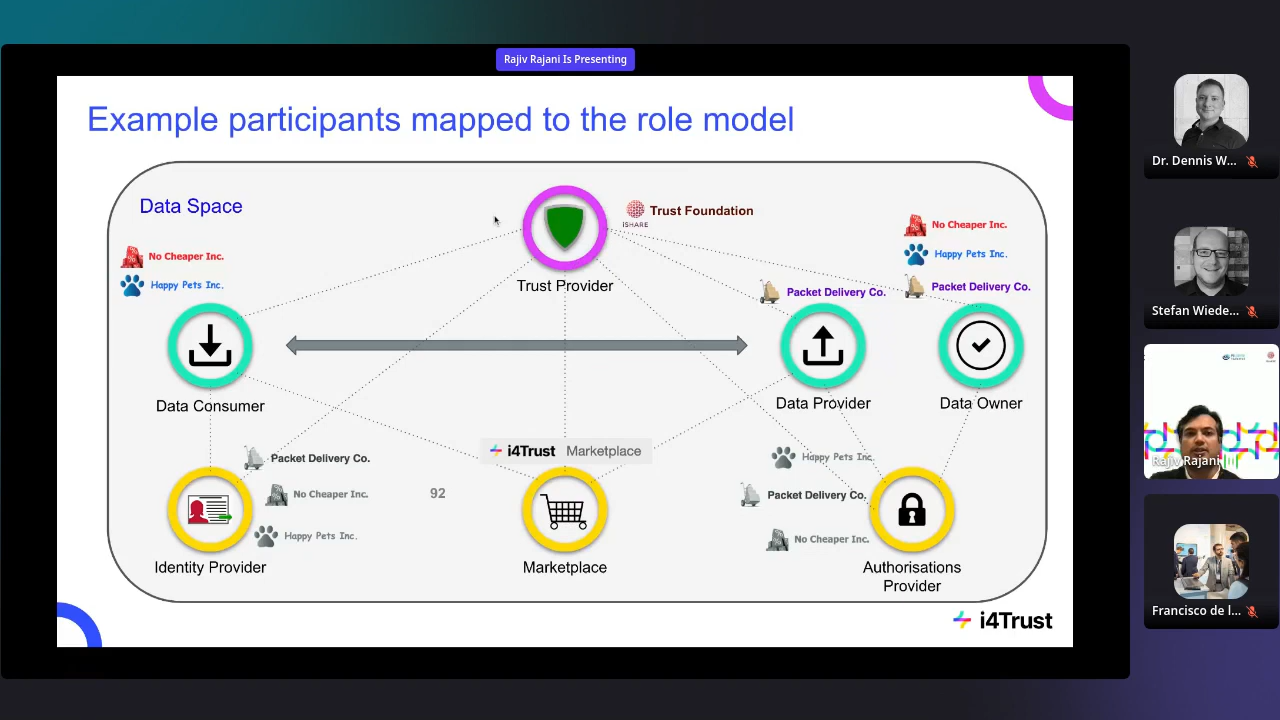 Rajiv Rajani Is Presenting
Example participants mapped to the role model
Data Space
iSHARE
Trust Foundation
No Cheaper Inc.
Happy Pets Inc.
Trust Provider
No Cheaper Inc.
Happy Pets Inc.
Packet Delivery Co.
Packet Delivery Co.
Data Consumer
Data Provider
Data Owner
Packet Delivery Co.
No Cheaper Inc.
Happy Pets Inc.
92
i4Trust Marketplace
Happy Pets Inc.
Packet Delivery Co.
No Cheaper Inc.
Identity Provider
Marketplace
Authorisations
Provider
i4Trust
Dr. Dennis W...
Stefan Wiede...
Rajiv Rajani
Francisco de l...